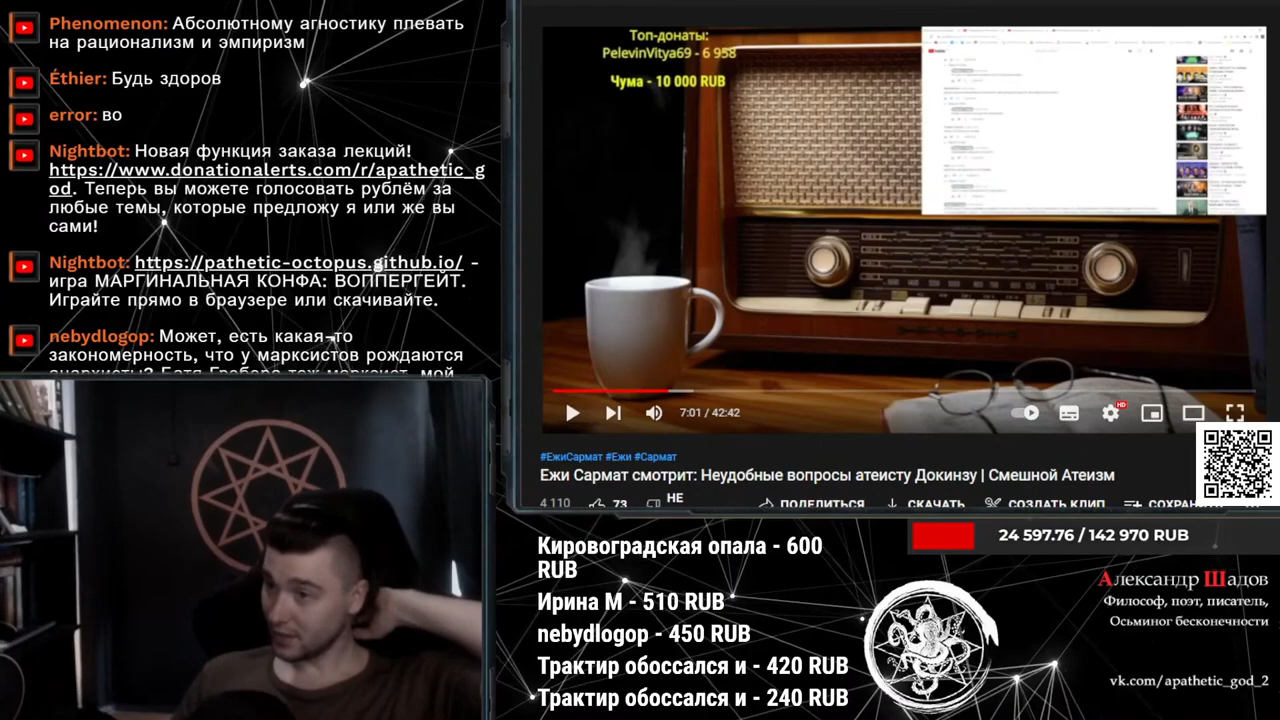 Phenomenon: Абсолютному агностику плевать
на рационализм и эмпиризм
Éthier: Будь здоров
error: во
Nightbot: Новая функция заказа лекций!
https://www.donationalerts.com/r/apathetic_g
od. Теперь вы можете голосовать рублём за
любые темы, которые предложу я или же вы
сами!
Nightbot: https://pathetic-octopus.github.io/ -
игра МАРГИНАЛЬНАЯ КОНФА: ВОППЕРГЕЙТ.
Играйте прямо в браузере или скачивайте.
nebydlogop: Может, есть какая-то
закономерность, что у марксистов рождаются
Топ-донаты:
PelevinVitya69 - 6 958
Чума - 10 000 RUB
7:01 / 42:42
HD
#ЕжиСармат #Ежи #Сармат
Ежи Сармат смотрит: Неудобные вопросы атеисту Докинзу | Смешной Атеизм
4 110 73 НЕ ПОДЕЛИТЬСЯ СКАЧАТЬ СОЗДАТЬ КЛИП
24 597.76 / 142 970 RUB
Кировоградская опала - 600
RUB
Ирина М - 510 RUB
nebydlogop - 450 RUB
Трактир обоссался и - 420 RUB
Трактир обоссался и - 240 RUB
Александр Шадов
Философ, поэт, писатель,
Осьминог бесконечности
vk.com/apathetic_god_2